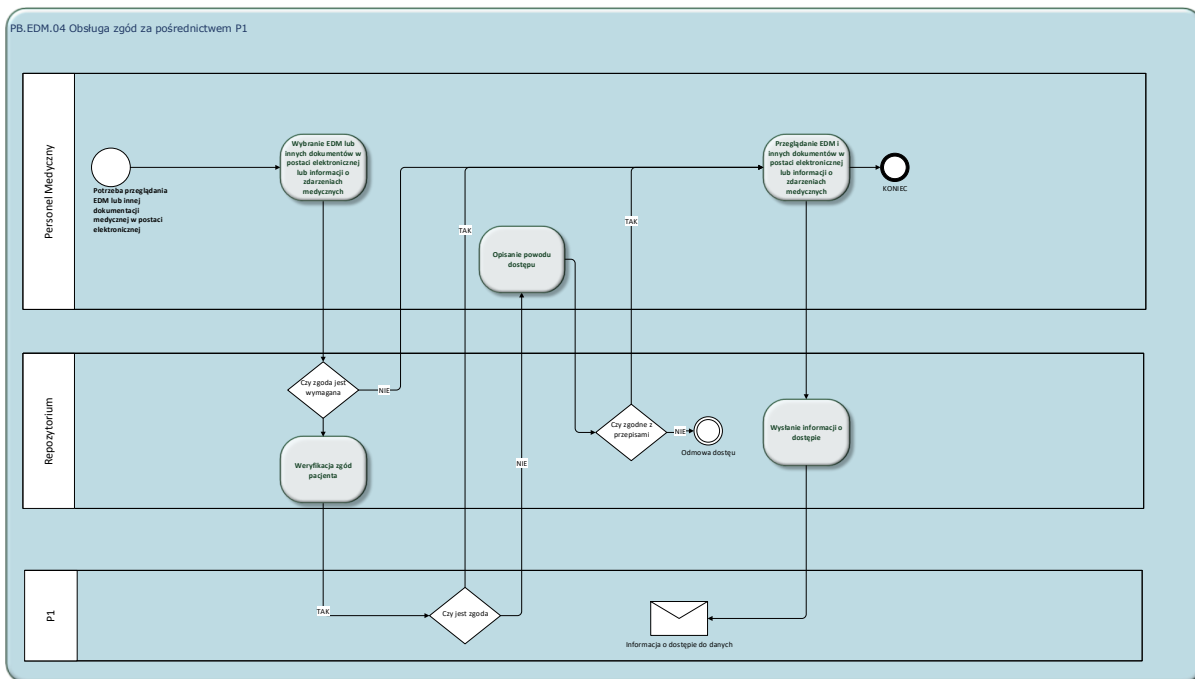 PB.EDM.04 Obsługa zgód za pośrednictwem P1
Personel Medyczny
Potrzeba przeglądania
EDM lub innej
dokumentacji
medycznej w postaci
elektronicznej
Wybranie EDM lub
innych dokumentów w
postaci elektronicznej
lub informacji o
zdarzeniach
medycznych
Przeglądanie EDM i
innych dokumentów w
postaci elektronicznej
lub informacji o
zdarzeniach
medycznych
KONIEC
TAK
TAK
Opisanie powodu
dostępu
Repozytorium
Czy zgoda jest
wymagana
NIE
Czy zgodne z
przepisami
NIE
Odmowa dostęu
Wysłanie informacji o
dostępie
Weryfikacja zgód
pacjenta
NIE
P1
TAK
Czy jest zgoda
Informacja o dostępie do danych